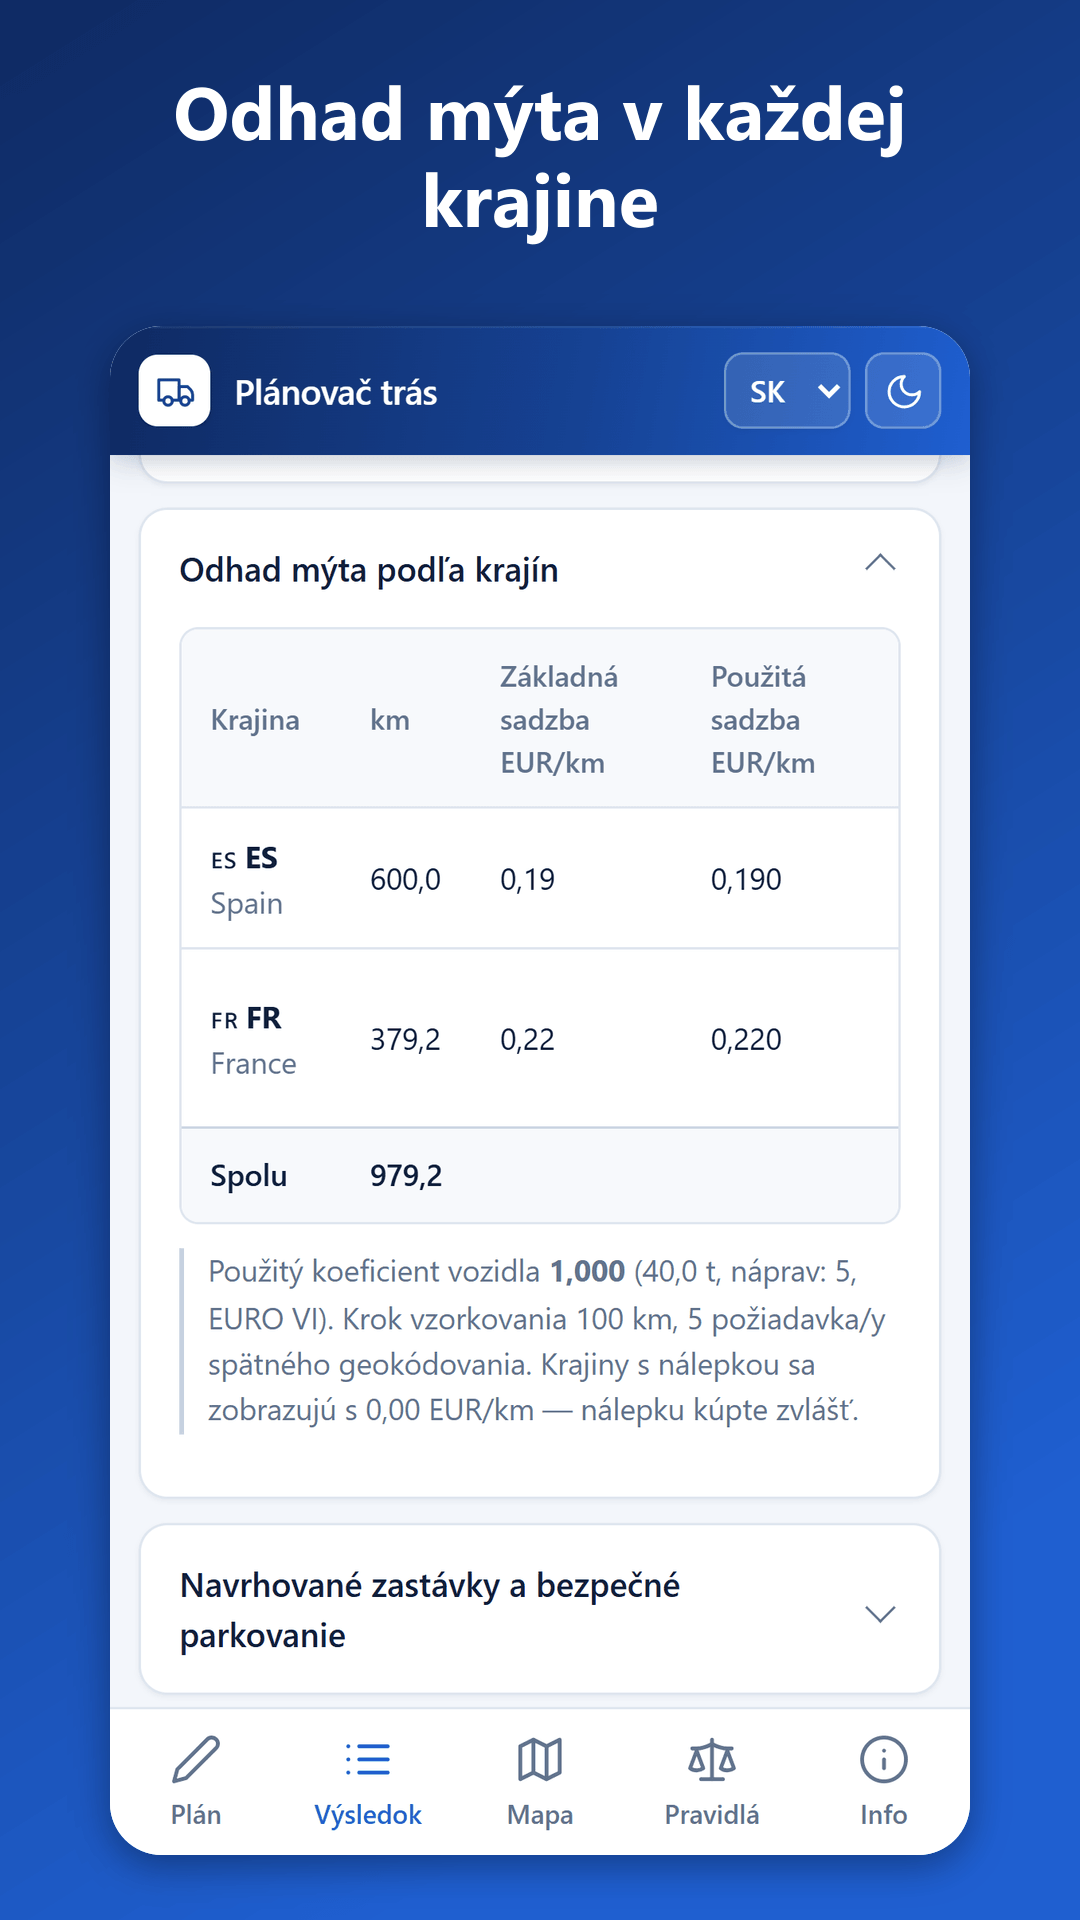 Odhad mýta v každej
krajine
Plánovač trás
SK
Odhad mýta podľa krajín
Krajina
km
Základná
sadzba
EUR/km
Použitá
sadzba
EUR/km
ES ES
Spain
600,0
0,19
0,190
FR FR
France
379,2
0,22
0,220
Spolu
979,2
Použitý koeficient vozidla 1,000 (40,0 t, náprav: 5,
EURO VI). Krok vzorkovania 100 km, 5 požiadavka/y
spätného geokódovania. Krajiny s nálepkou sa
zobrazujú s 0,00 EUR/km — nálepku kúpte zvlášť.
Navrhované zastávky a bezpečné
parkovanie
Plán
Výsledok
Mapa
Pravidlá
Info